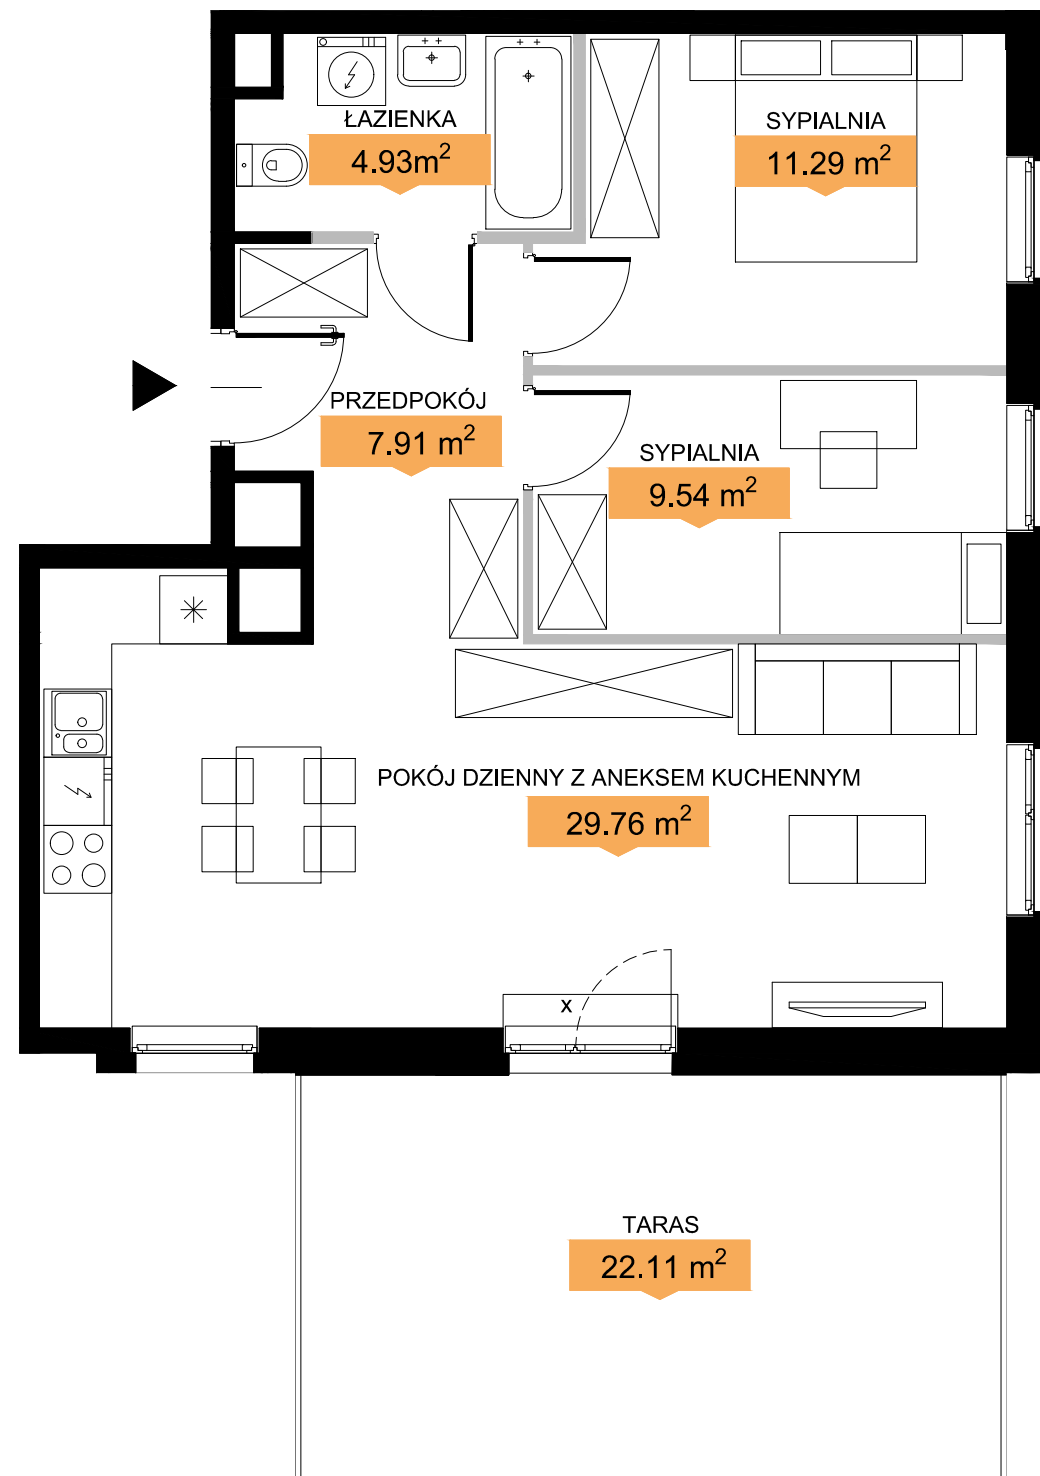 ŁAZIENKA
4.93m²
SYPIALNIA
11.29 m²
PRZEDPOKÓJ
7.91 m²
SYPIALNIA
9.54 m²
POKÓJ DZIENNY Z ANEKSEM KUCHENNYM
29.76 m²
x
TARAS
22.11 m²